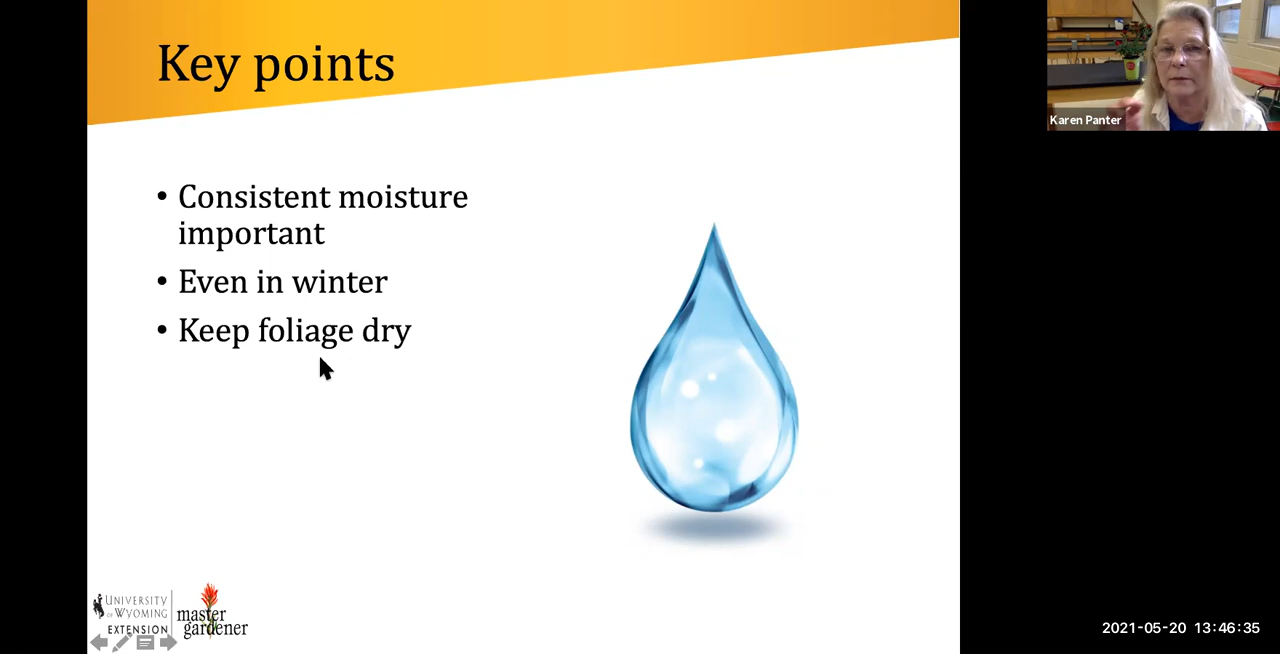 Key points
Karen Panter
• Consistent moisture
important
• Even in winter
• Keep foliage dry
UNIVERSITY
OF WYOMING
EXTENSION
master
gardener
2021-05-20 13:46:35